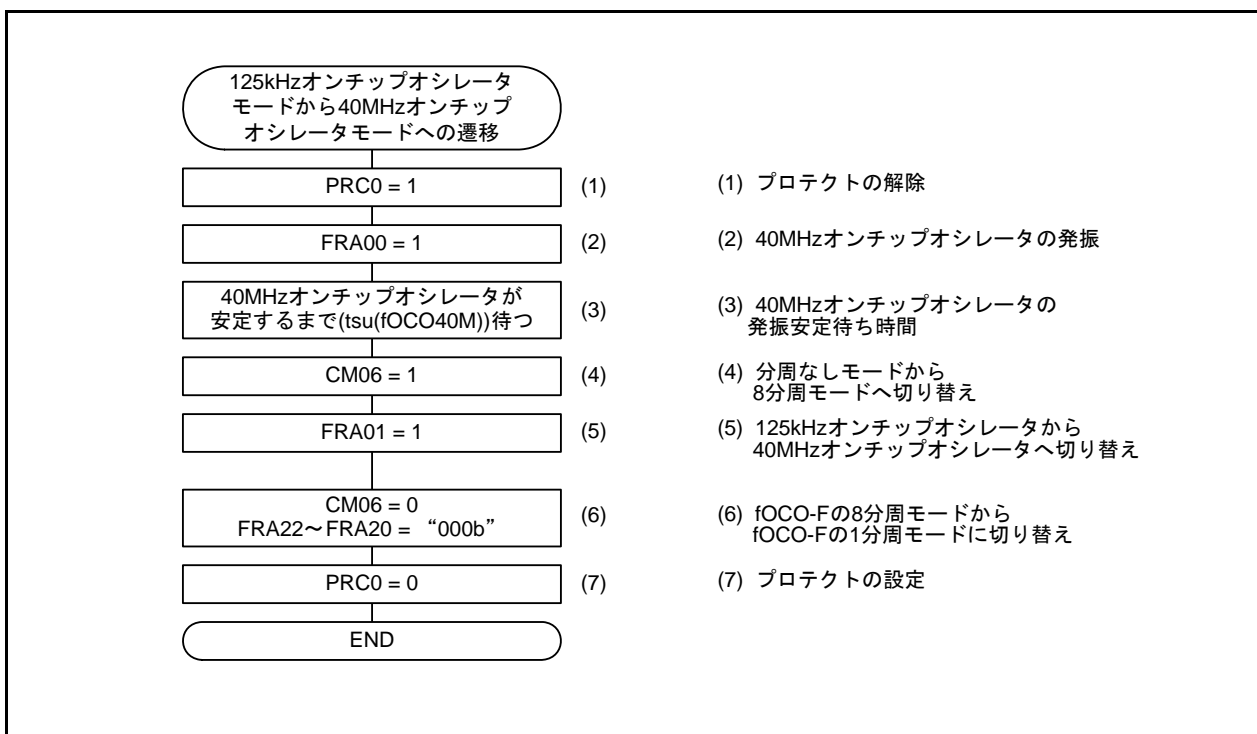 125kHzオンチップオシレータ
モードから40MHzオンチップ
オシレータモードへの遷移
PRC0 = 1
(1)
(1) プロテクトの解除
FRA00 = 1
(2)
(2) 40MHzオンチップオシレータの発振
40MHzオンチップオシレータが
安定するまで(tsu(fOCO40M))待つ
(3)
(3) 40MHzオンチップオシレータの
発振安定待ち時間
CM06 = 1
(4)
(4) 分周なしモードから
8分周モードへ切り替え
FRA01 = 1
(5)
(5) 125kHzオンチップオシレータから
40MHzオンチップオシレータへ切り替え
CM06 = 0
FRA22～FRA20 = “000b”
(6)
(6) fOCO-Fの8分周モードから
fOCO-Fの1分周モードに切り替え
PRC0 = 0
(7)
(7) プロテクトの設定
END